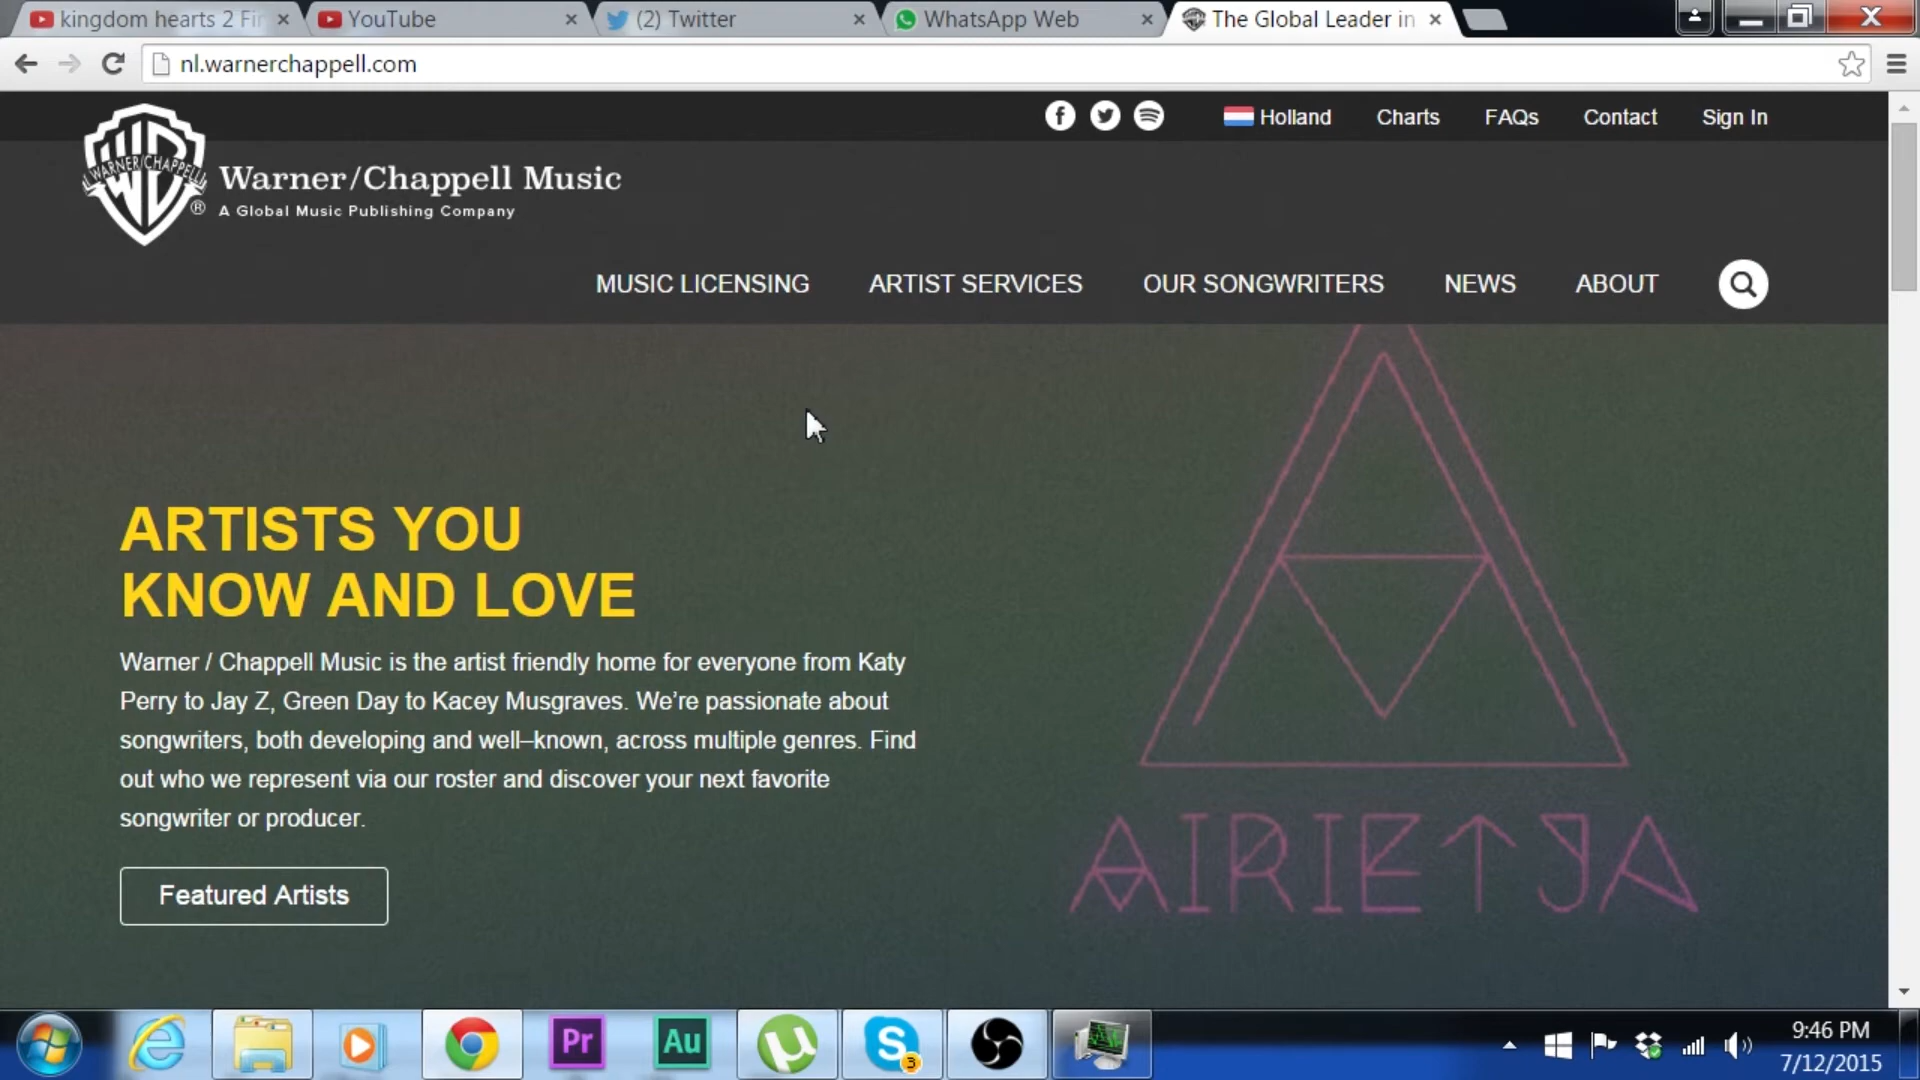 kingdom hearts 2 Fi
YouTube
(2) Twitter
WhatsApp Web
The Global Leader in
nl.warnerchappell.com
Holland
Charts
FAQs
Contact
Sign In
WARNER/CHAPPELL
Warner/Chappell Music
A Global Music Publishing Company
MUSIC LICENSING
ARTIST SERVICES
OUR SONGWRITERS
NEWS
ABOUT
ARTISTS YOU
KNOW AND LOVE
Warner / Chappell Music is the artist friendly home for everyone from Katy
Perry to Jay Z, Green Day to Kacey Musgraves. We’re passionate about
songwriters, both developing and well–known, across multiple genres. Find
out who we represent via our roster and discover your next favorite
songwriter or producer.
Featured Artists
AIRIE
Pr
Au
3
9:46 PM
7/12/2015